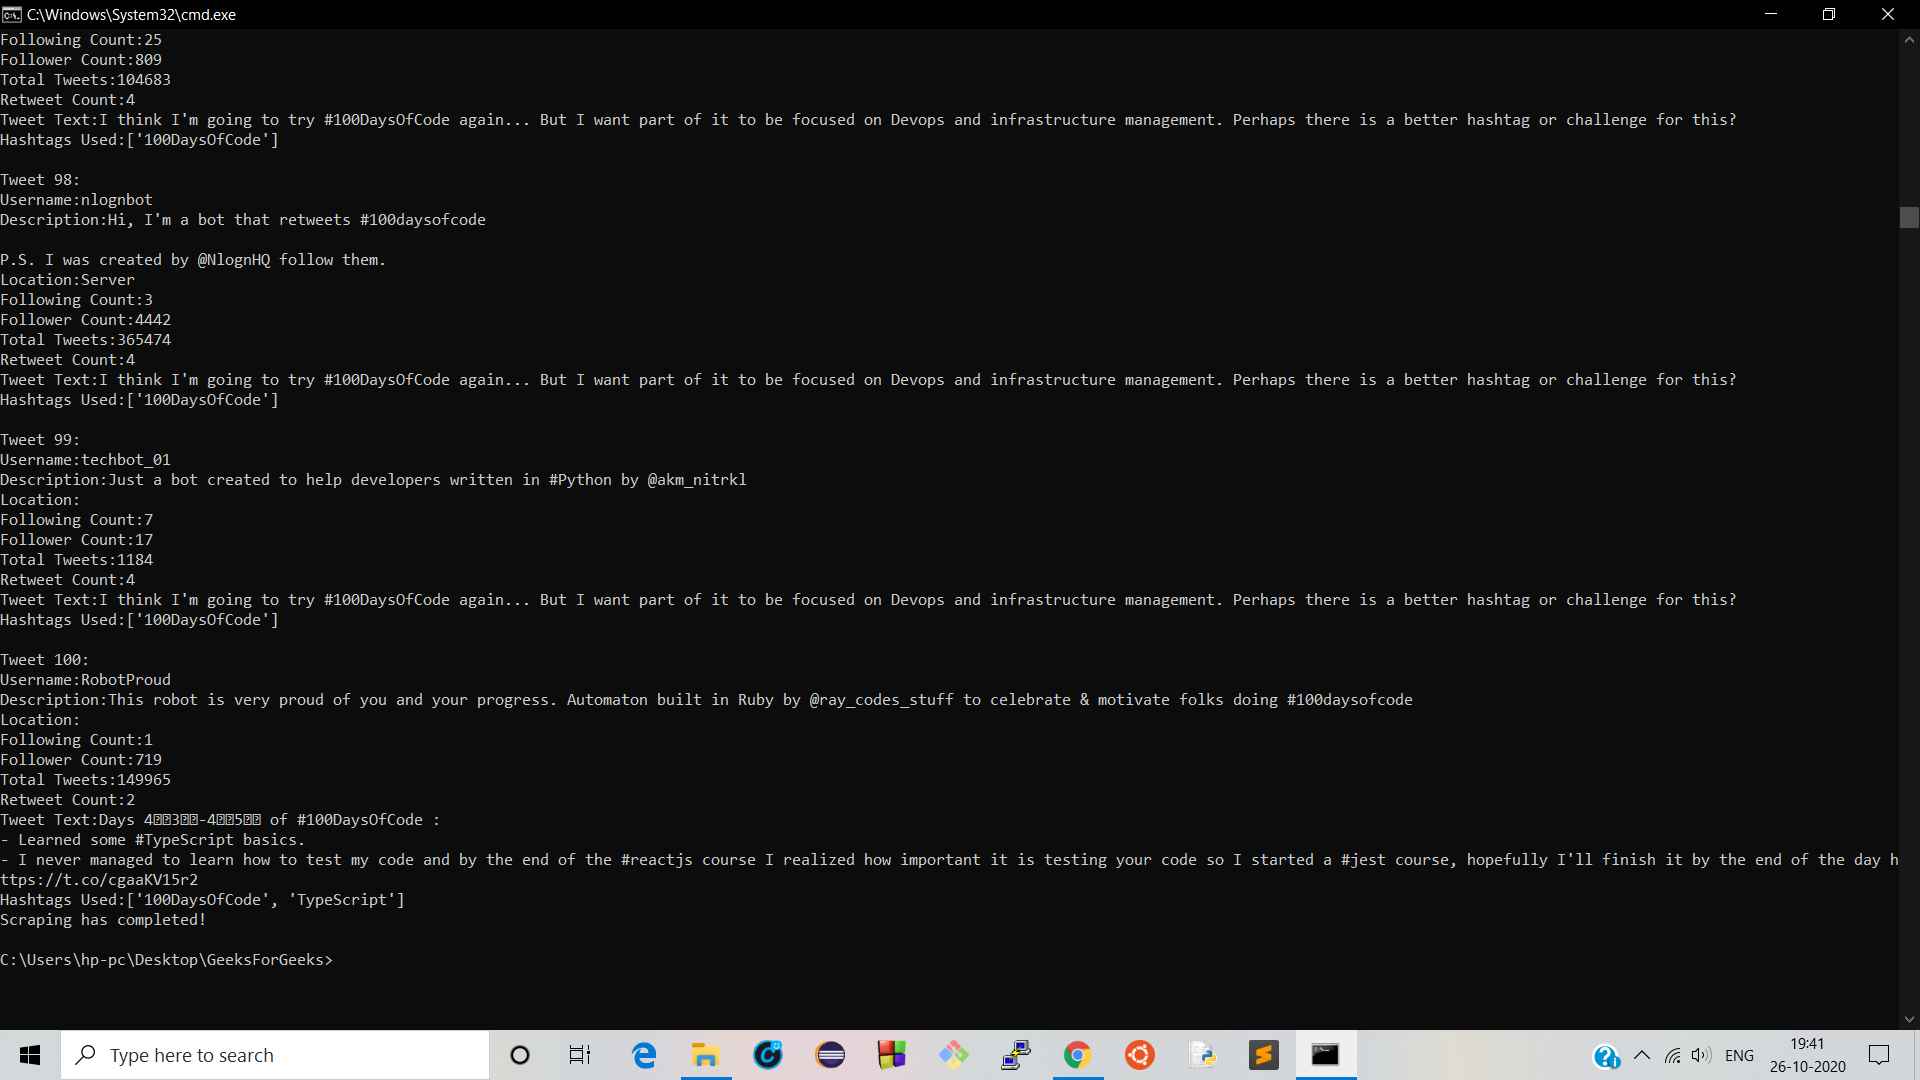 C:\Windows\System32\cmd.exe
Following Count:25
Follower Count:809
Total Tweets:104683
Retweet Count:4
Tweet Text:I think I'm going to try #100DaysOfCode again... But I want part of it to be focused on Devops and infrastructure management. Perhaps there is a better hashtag or challenge for this?
Hashtags Used:['100DaysOfCode']
Tweet 98:
Username:nlognbot
Description:Hi, I'm a bot that retweets #100daysofcode
P.S. I was created by @NlognHQ follow them.
Location:Server
Following Count:3
Follower Count:4442
Total Tweets:365474
Retweet Count:4
Tweet Text:I think I'm going to try #100DaysOfCode again... But I want part of it to be focused on Devops and infrastructure management. Perhaps there is a better hashtag or challenge for this?
Hashtags Used:['100DaysOfCode']
Tweet 99:
Username:techbot_01
Description:Just a bot created to help developers written in #Python by @akm_nitrkl
Location:
Following Count:7
Follower Count:17
Total Tweets:1184
Retweet Count:4
Tweet Text:I think I'm going to try #100DaysOfCode again... But I want part of it to be focused on Devops and infrastructure management. Perhaps there is a better hashtag or challenge for this?
Hashtags Used:['100DaysOfCode']
Tweet 100:
Username:RobotProud
Description:This robot is very proud of you and your progress. Automaton built in Ruby by @ray_codes_stuff to celebrate & motivate folks doing #100daysofcode
Location:
Following Count:1
Follower Count:719
Total Tweets:149965
Retweet Count:2
Tweet Text:Days 4⍰⍰3⍰⍰-4⍰⍰5⍰⍰ of #100DaysOfCode :
- Learned some #TypeScript basics.
- I never managed to learn how to test my code and by the end of the #reactjs course I realized how important it is testing your code so I started a #jest course, hopefully I'll finish it by the end of the day h
ttps://t.co/cgaaKV15r2
Hashtags Used:['100DaysOfCode', 'TypeScript']
Scraping has completed!
C:\Users\hp-pc\Desktop\GeeksForGeeks>
Type here to search
ENG
19:41
26-10-2020